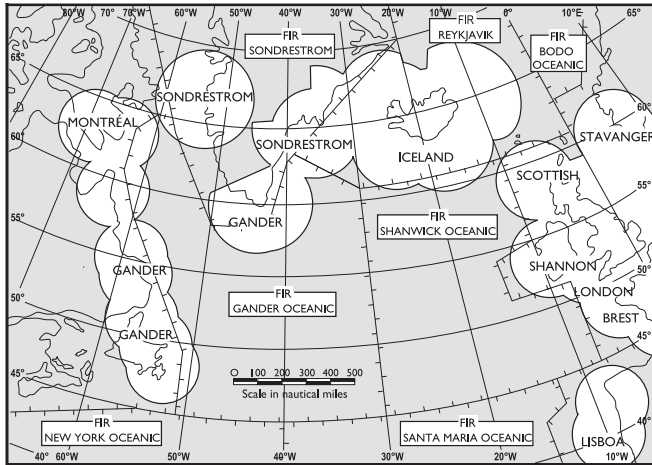 80°W 70°W 60°W 50°W 40°W 30°W 20°W 10°W 0° 10°E 65°
65°
60°
55°
50°
45°
40° 60°W 50°W 40°W 30°W 20°W 10°W
60°
55°
50°
45°
40°
FIR
SONDRESTROM
FIR
REYKJAVIK
FIR
BODO
OCEANIC
SONDRESTROM
MONTREAL
SONDRESTROM
ICELAND
STAVANGER
SCOTTISH
GANDER
FIR
SHANWICK OCEANIC
SHANNON
GANDER
LONDON
FIR
GANDER OCEANIC
BREST
GANDER
0 100 200 300 400 500
Scale in nautical miles
FIR
NEW YORK OCEANIC
FIR
SANTA MARIA OCEANIC
LISBOA